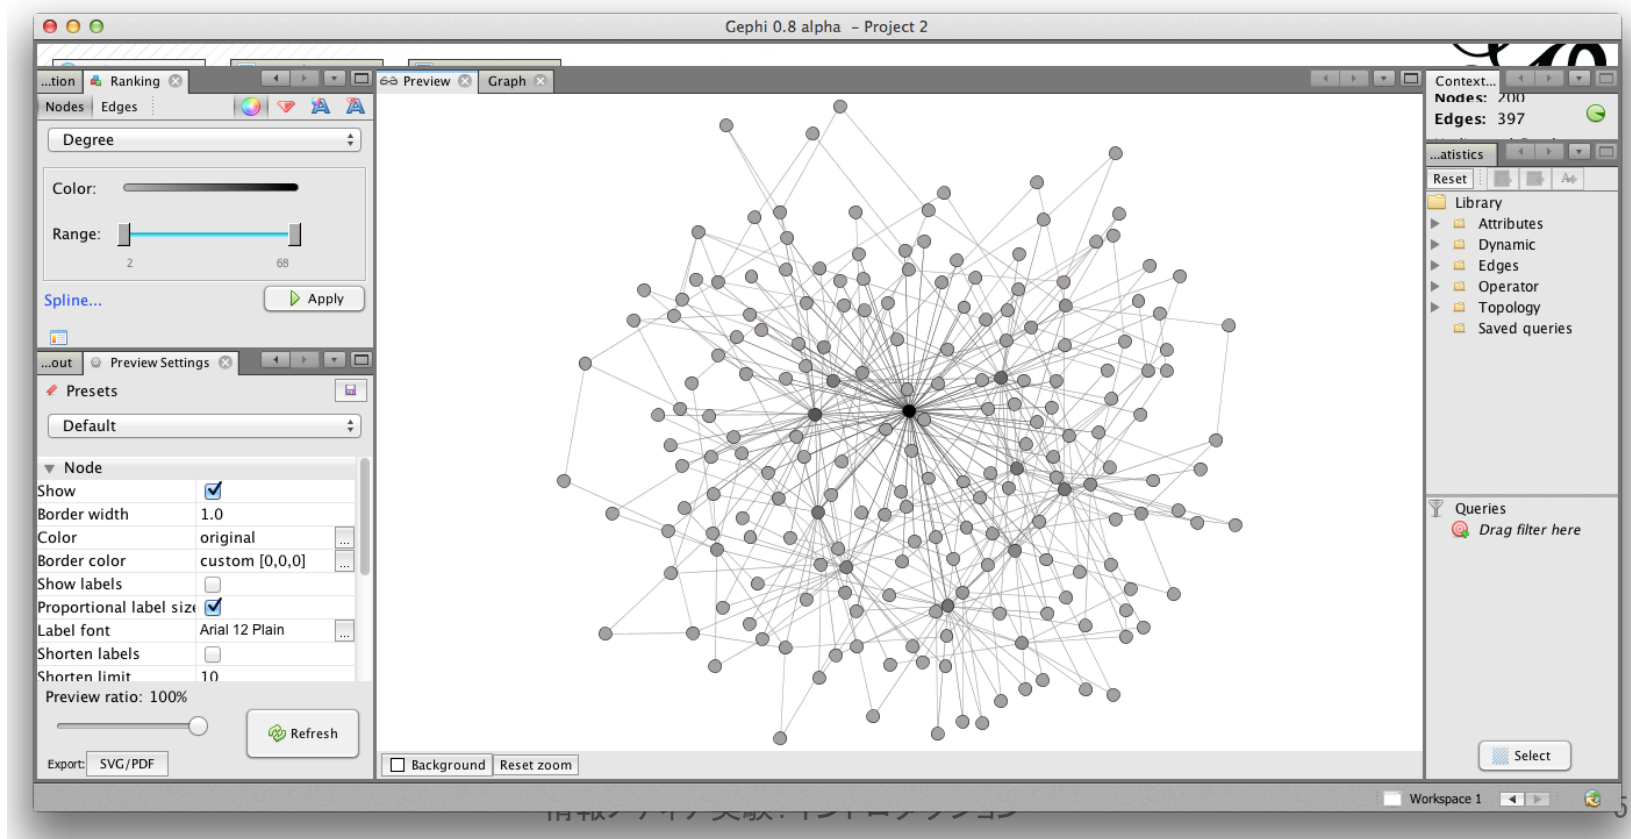 Gephi 0.8 alpha – Project 2
...tion Ranking
Nodes Edges
Degree
Color:
Range:
2 68
Spline...
Apply
...out Preview Settings
Presets
Default
Node
Show
Border width 1.0
Color original ...
Border color custom [0,0,0] ...
Show labels
Proportional label size
Label font Arial 12 Plain ...
Shorten labels
Shorten limit 10
Preview ratio: 100%
Refresh
Export: SVG/PDF
Preview Graph
Background Reset zoom
Context...
Nodes: 200
Edges: 397
...atistics
Reset
Library
Attributes
Dynamic
Edges
Operator
Topology
Saved queries
Queries
Drag filter here
Select
Workspace 1
5